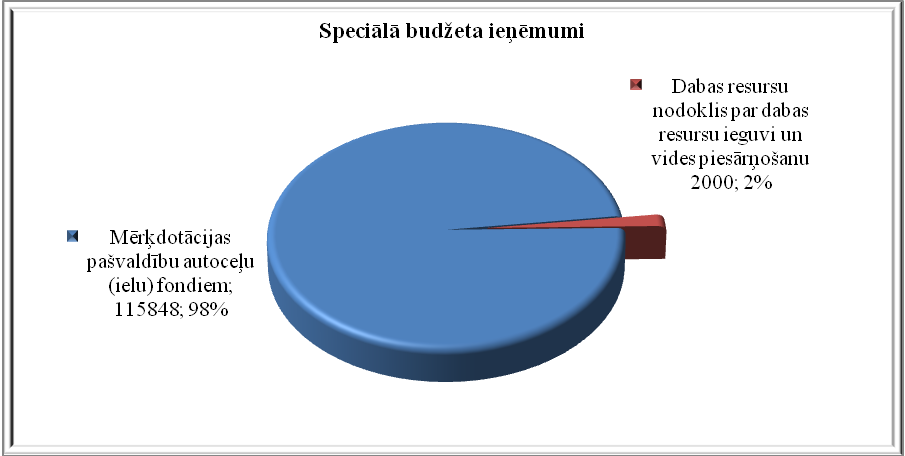 Speciālā budžeta ieņēmumi
Dabas resursu
nodoklis par dabas
resursu ieguvi un
vides piesārņošanu
2000; 2%
Mērķdotācijas
pašvaldību autoceļu
(ielu) fondiem;
115848; 98%